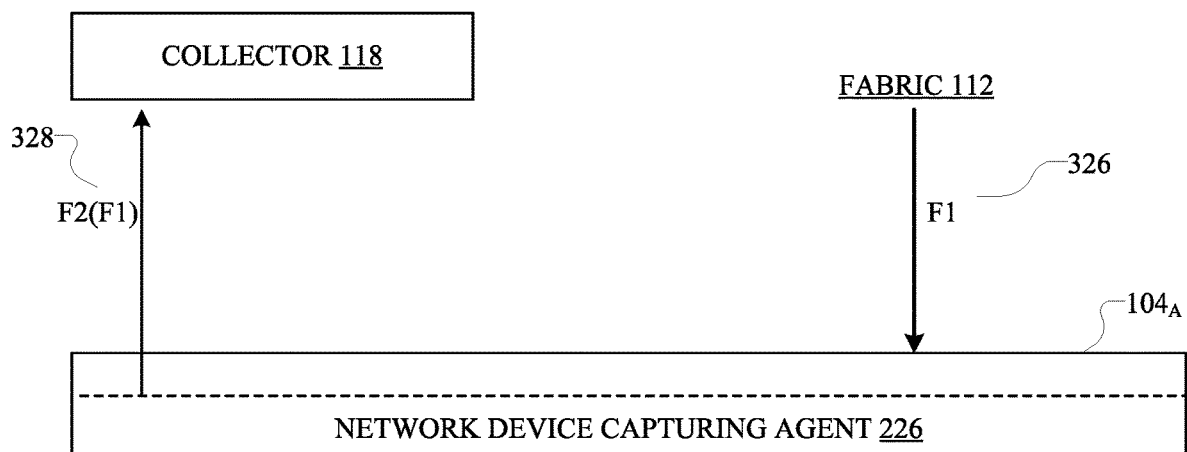 COLLECTOR 118
FABRIC 112
328
326
F2(F1)
F1
104A
NETWORK DEVICE CAPTURING AGENT 226